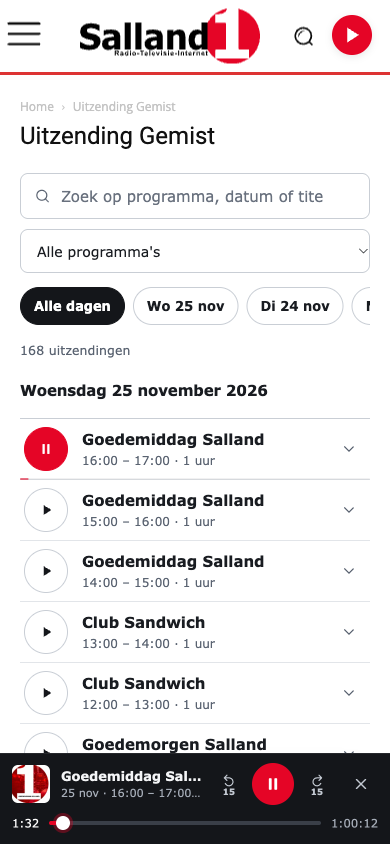 Salland1
Radio-Televisie-Internet
Home › Uitzending Gemist
Uitzending Gemist
Zoek op programma, datum of tite
Alle programma's
Alle dagen
Wo 25 nov
Di 24 nov
168 uitzendingen
Woensdag 25 november 2026
Goedemiddag Salland
16:00 – 17:00 · 1 uur
Goedemiddag Salland
15:00 – 16:00 · 1 uur
Goedemiddag Salland
14:00 – 15:00 · 1 uur
Club Sandwich
13:00 – 14:00 · 1 uur
Club Sandwich
12:00 – 13:00 · 1 uur
Goedemorgen Salland
1
Goedemiddag Sal...
25 nov · 16:00 – 17:00...
15
15
1:32
1:00:12